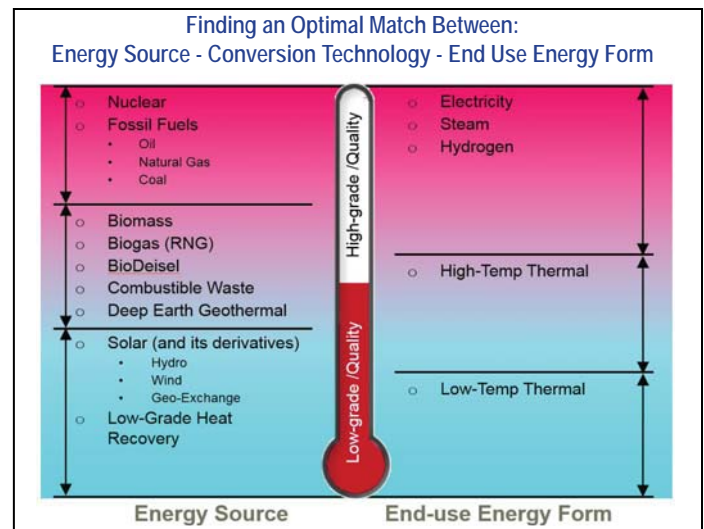 Finding an Optimal Match Between:
Energy Source - Conversion Technology - End Use Energy Form
o Nuclear
o Fossil Fuels
• Oil
• Natural Gas
• Coal
o Biomass
o Biogas (RNG)
o BioDeisel
o Combustible Waste
o Deep Earth Geothermal
o Solar (and its derivatives)
• Hydro
• Wind
• Geo-Exchange
o Low-Grade Heat
Recovery
Energy Source
High-grade /Quality
Low-grade /Quality
o Electricity
o Steam
o Hydrogen
o High-Temp Thermal
o Low-Temp Thermal
End-use Energy Form